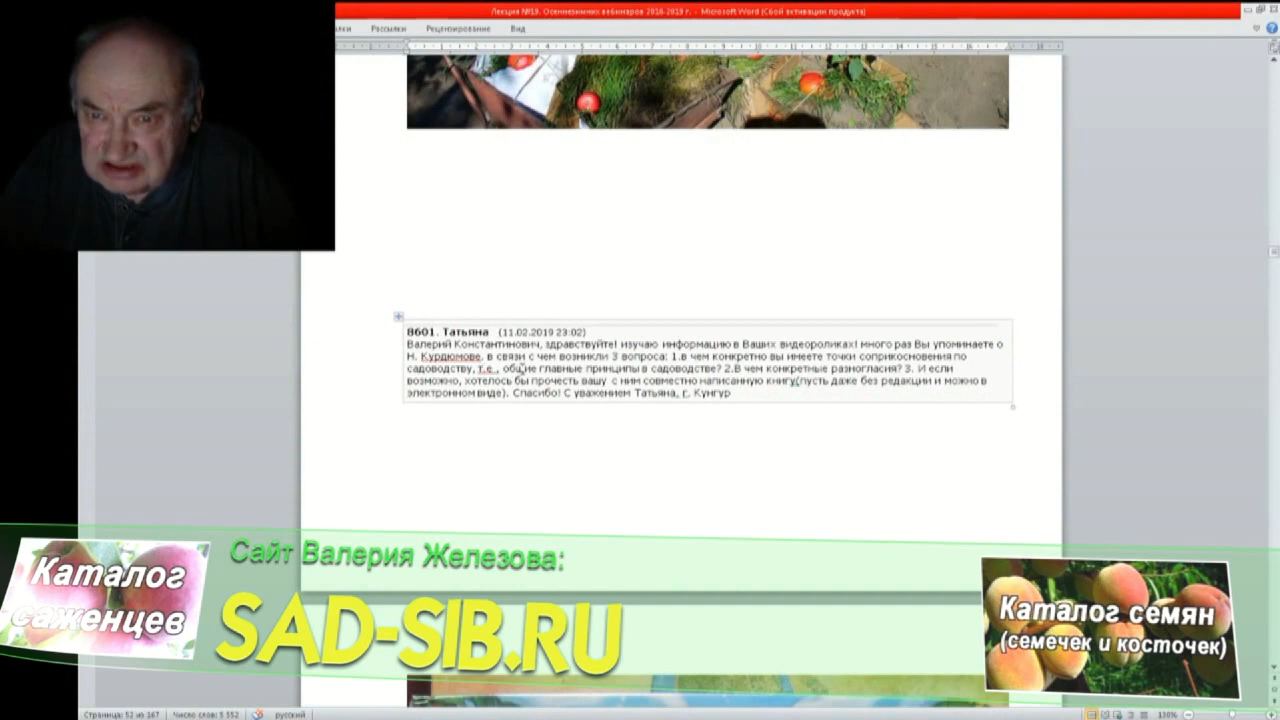 Лекция №19. Осеннезимних вебинаров 2018-2019 г. - Microsoft Word (Сбой активации продукта)
Рассылки Рецензирование Вид
8601. Татьяна (11.02.2019 23:02)
Валерий Константинович, здравствуйте! изучаю информацию в Ваших видеороликах! много раз Вы упоминаете о
Н. Курдюмове. в связи с чем возникли 3 вопроса: 1.в чем конкретно вы имеете точки соприкосновения по
садоводству, т.е., общие главные принципы в садоводстве? 2.В чем конкретные разногласия? 3. И если
возможно, хотелось бы прочесть вашу с ним совместно написанную книгу(пусть даже без редакции и можно в
электронном виде). Спасибо! С уважением Татьяна, г. Кунгур
Сайт Валерия Железова:
SAD-SIB.RU
Каталог
саженцев
Каталог семян
(семечек и косточек)
Страница: 52 из 167 Число слов: 5 552 русский 130%